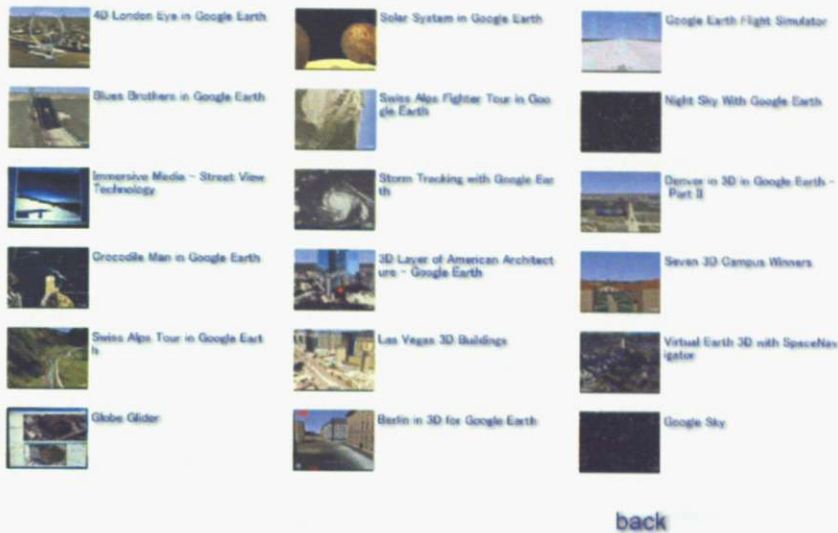 4D London Eye in Google Earth
Solar System in Google Earth
Google Earth Flight Simulator
Blues Brothers in Google Earth
Swiss Alps Fighter Tour in Goo
gle Earth
Night Sky With Google Earth
Immersive Media - Street View
Technology
Storm Tracking with Google Ear
th
Denver in 3D in Google Earth -
Part II
Crocodile Man in Google Earth
3D Layer of American Architect
ure - Google Earth
Seven 3D Campus Winners
Swiss Alps Tour in Google Eart
h
Las Vegas 3D Buildings
Virtual Earth 3D with SpaceNav
igator
Globe Glider
Berlin in 3D for Google Earth
Google Sky
back